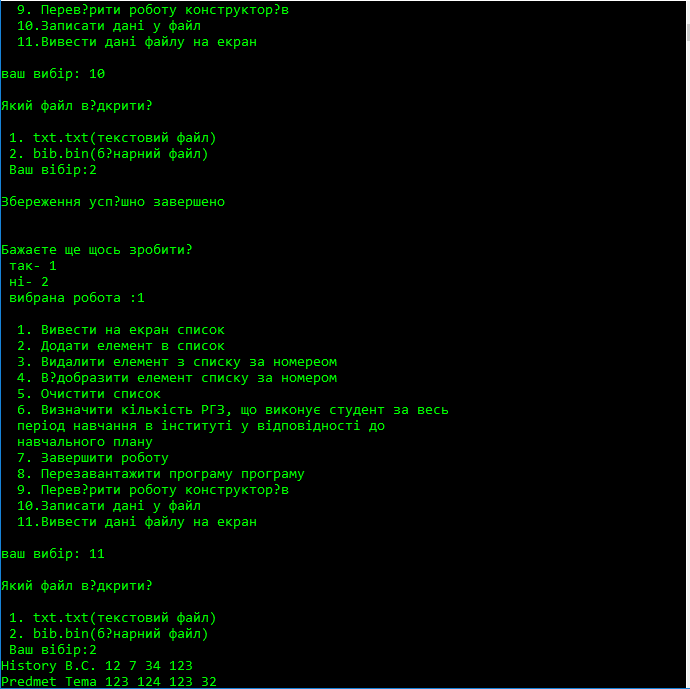 9. Перев?рити роботу конструктор?в
10.Записати дані у файл
11.Вивести дані файлу на екран
ваш вибір: 10
Який файл в?дкрити?
1. txt.txt(текстовий файл)
2. bib.bin(б?нарний файл)
Ваш вібір:2
Збереження усп?шно завершено
Бажаєте ще щось зробити?
так- 1
ні- 2
вибрана робота :1
1. Вивести на екран список
2. Додати елемент в список
3. Видалити елемент з списку за номереом
4. В?добразити елемент списку за номером
5. Очистити список
6. Визначити кількість РГЗ, що виконує студент за весь
період навчання в інституті у відповідності до
навчального плану
7. Завершити роботу
8. Перезавантажити програму програму
9. Перев?рити роботу конструктор?в
10.Записати дані у файл
11.Вивести дані файлу на екран
ваш вибір: 11
Який файл в?дкрити?
1. txt.txt(текстовий файл)
2. bib.bin(б?нарний файл)
Ваш вібір:2
History B.C. 12 7 34 123
Predmet Tema 123 124 123 32